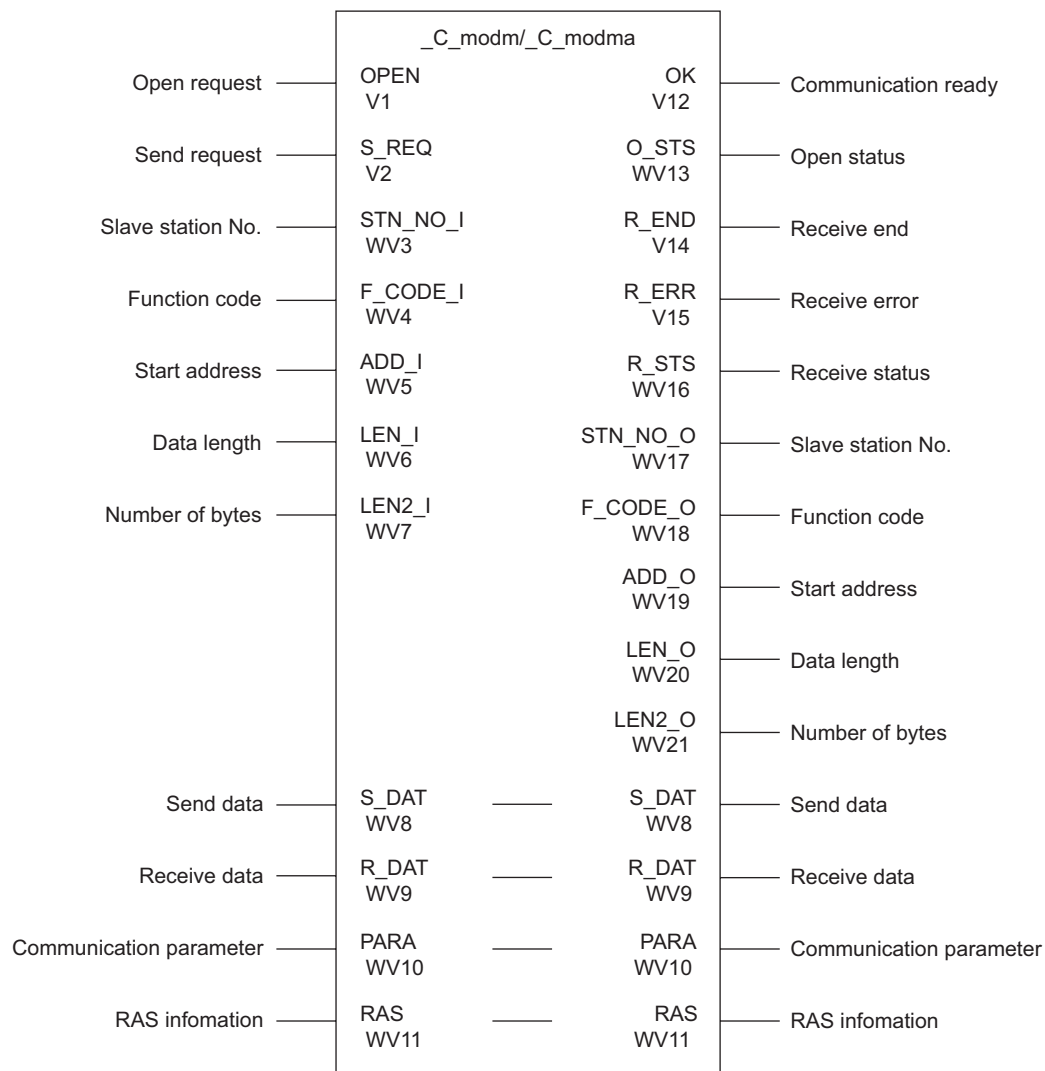 _C_modm/_C_modma
Open request OPEN OK Communication ready
V1 V12
Send request S_REQ O_STS Open status
V2 WV13
Slave station No. STN_NO_I R_END Receive end
WV3 V14
Function code F_CODE_I R_ERR Receive error
WV4 V15
Start address ADD_I R_STS Receive status
WV5 WV16
Data length LEN_I STN_NO_O Slave station No.
WV6 WV17
Number of bytes LEN2_I F_CODE_O Function code
WV7 WV18
ADD_O Start address
WV19
LEN_O Data length
WV20
LEN2_O Number of bytes
WV21
Send data S_DAT S_DAT Send data
WV8 WV8
Receive data R_DAT R_DAT Receive data
WV9 WV9
Communication parameter PARA PARA Communication parameter
WV10 WV10
RAS infomation RAS RAS RAS infomation
WV11 WV11